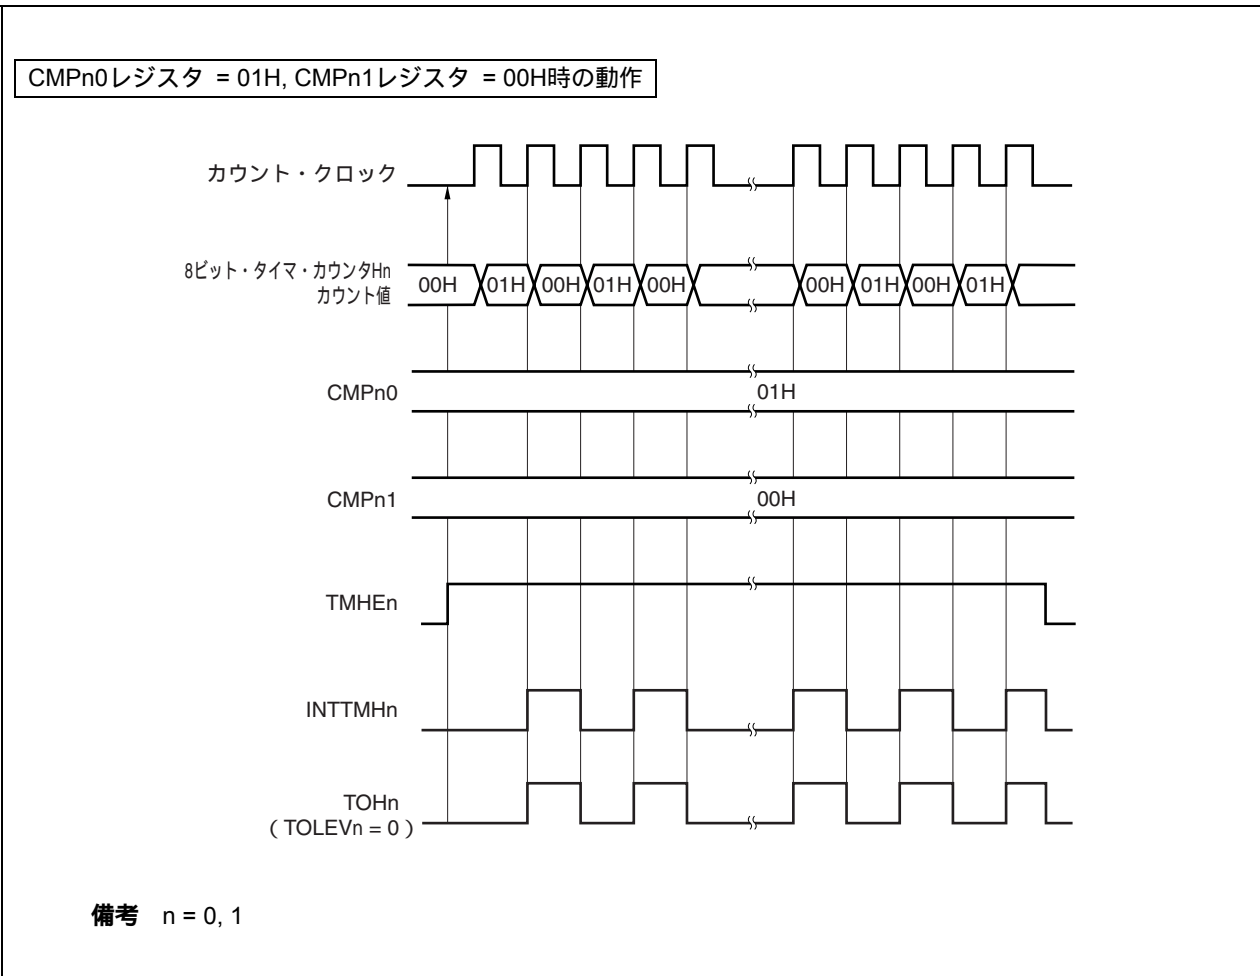 CMPn0レジスタ = 01H, CMPn1レジスタ = 00H時の動作
カウント・クロック
8ビット・タイマ・カウンタHn
カウント値
00H 01H 00H 01H 00H 00H 01H 00H 01H
CMPn0
01H
CMPn1
00H
TMHEn
INTTMHn
TOHn
(TOLEVn = 0)
備考 n = 0, 1